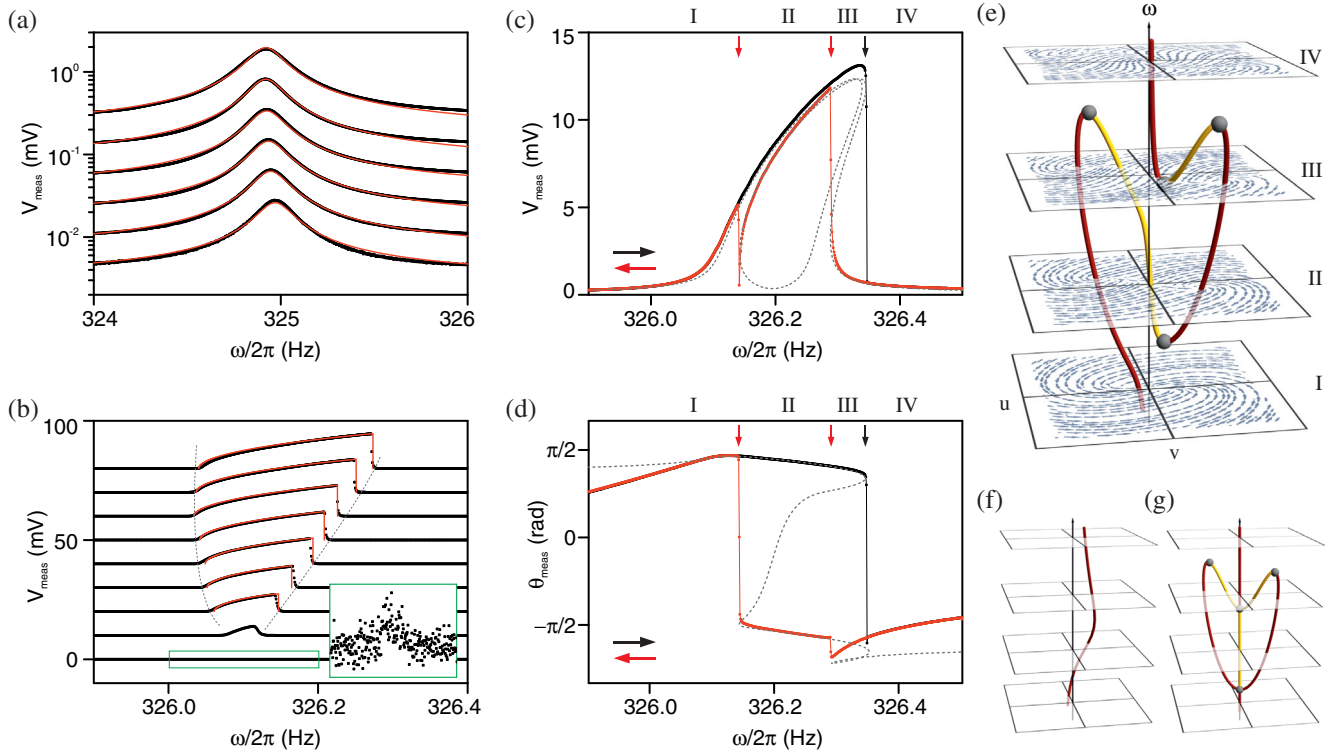 (a)
V_meas (mV)
10⁰
10⁻¹
10⁻²
324
325
326
ω/2π (Hz)
(b)
V_meas (mV)
100
50
0
326.0
326.2
326.4
ω/2π (Hz)
(c)
I
II
III
IV
V_meas (mV)
15
10
5
0
326.0
326.2
326.4
ω/2π (Hz)
(d)
I
II
III
IV
θ_meas (rad)
π/2
0
−π/2
326.0
326.2
326.4
ω/2π (Hz)
(e)
ω
IV
III
II
I
u
v
(f)
(g)